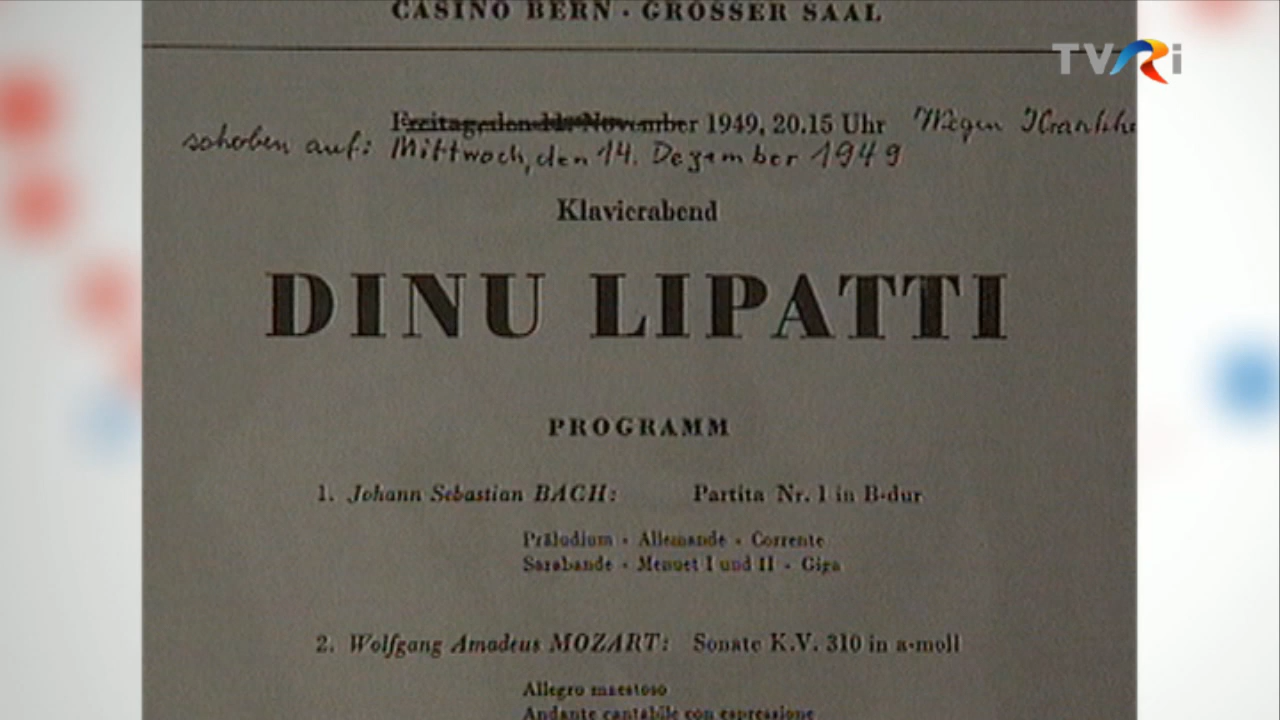 CASINO BERN · GROSSER SAAL
TVRi
Freitag, den 11. November 1949, 20.15 Uhr Wegen
schoben auf: Mittwoch, den 14. Dezember 1949
Klavierabend
DINU LIPATTI
PROGRAMM
1. Johann Sebastian BACH: Partita Nr. 1 in B-dur
Präludium - Allemande - Corrente
Sarabande - Menuet I und II - Giga
2. Wolfgang Amadeus MOZART: Sonate K.V. 310 in a-moll
Allegro maestoso
Andante cantabile con espressione